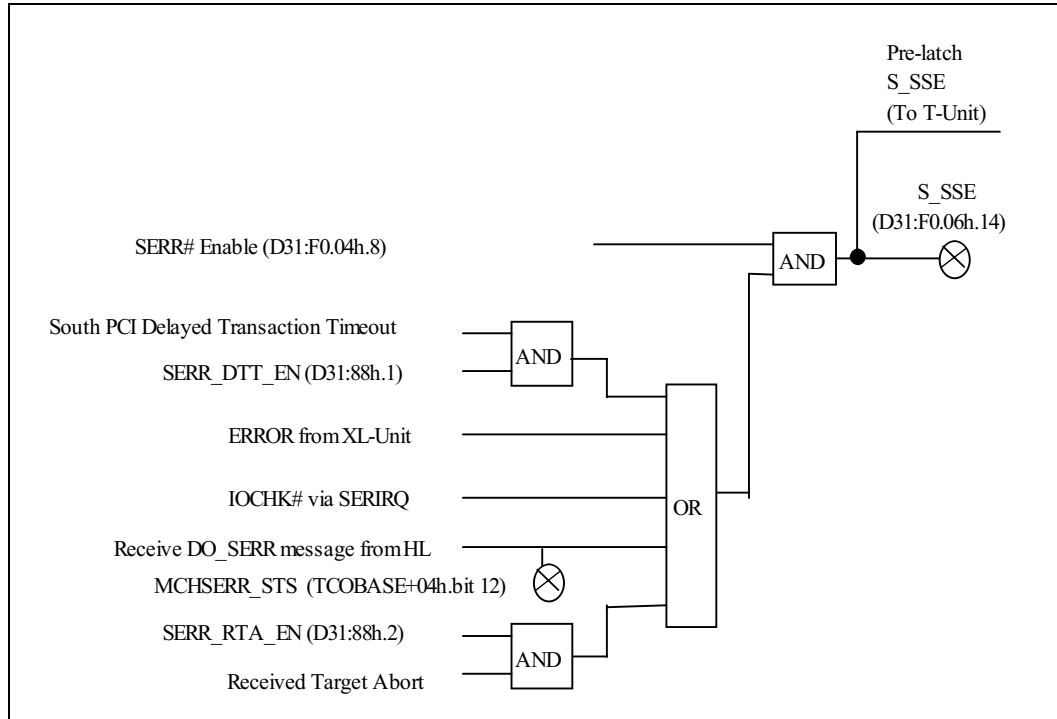 Pre-latch
S_SSE
(To T-Unit)
S_SSE
(D31:F0.06h.14)
SERR# Enable (D31:F0.04h.8)
AND
South PCI Delayed Transaction Timeout
AND
SERR_DTT_EN (D31:88h.1)
ERROR from XL-Unit
IOCHK# via SERIRQ
OR
Receive DO_SERR message from HL
MCHSERR_STS (TCOBASE+04h.bit 12)
SERR_RTA_EN (D31:88h.2)
AND
Received Target Abort